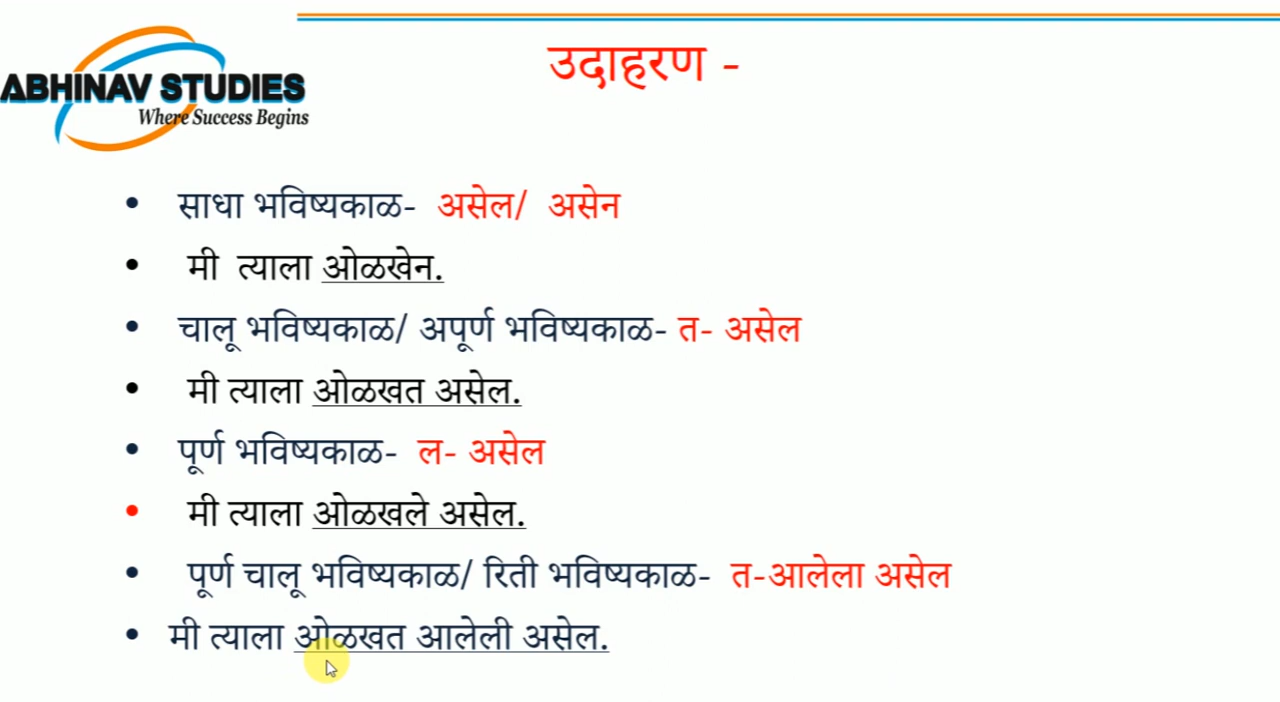 ABHINAV STUDIES
Where Success Begins
उदाहरण -
• साधा भविष्यकाळ- असेल/ असेन
• मी त्याला ओळखेन.
• चालू भविष्यकाळ/ अपूर्ण भविष्यकाळ- त- असेल
• मी त्याला ओळखत असेल.
• पूर्ण भविष्यकाळ- ल- असेल
• मी त्याला ओळखले असेल.
• पूर्ण चालू भविष्यकाळ/ रिती भविष्यकाळ- त-आलेला असेल
• मी त्याला ओळखत आलेली असेल.